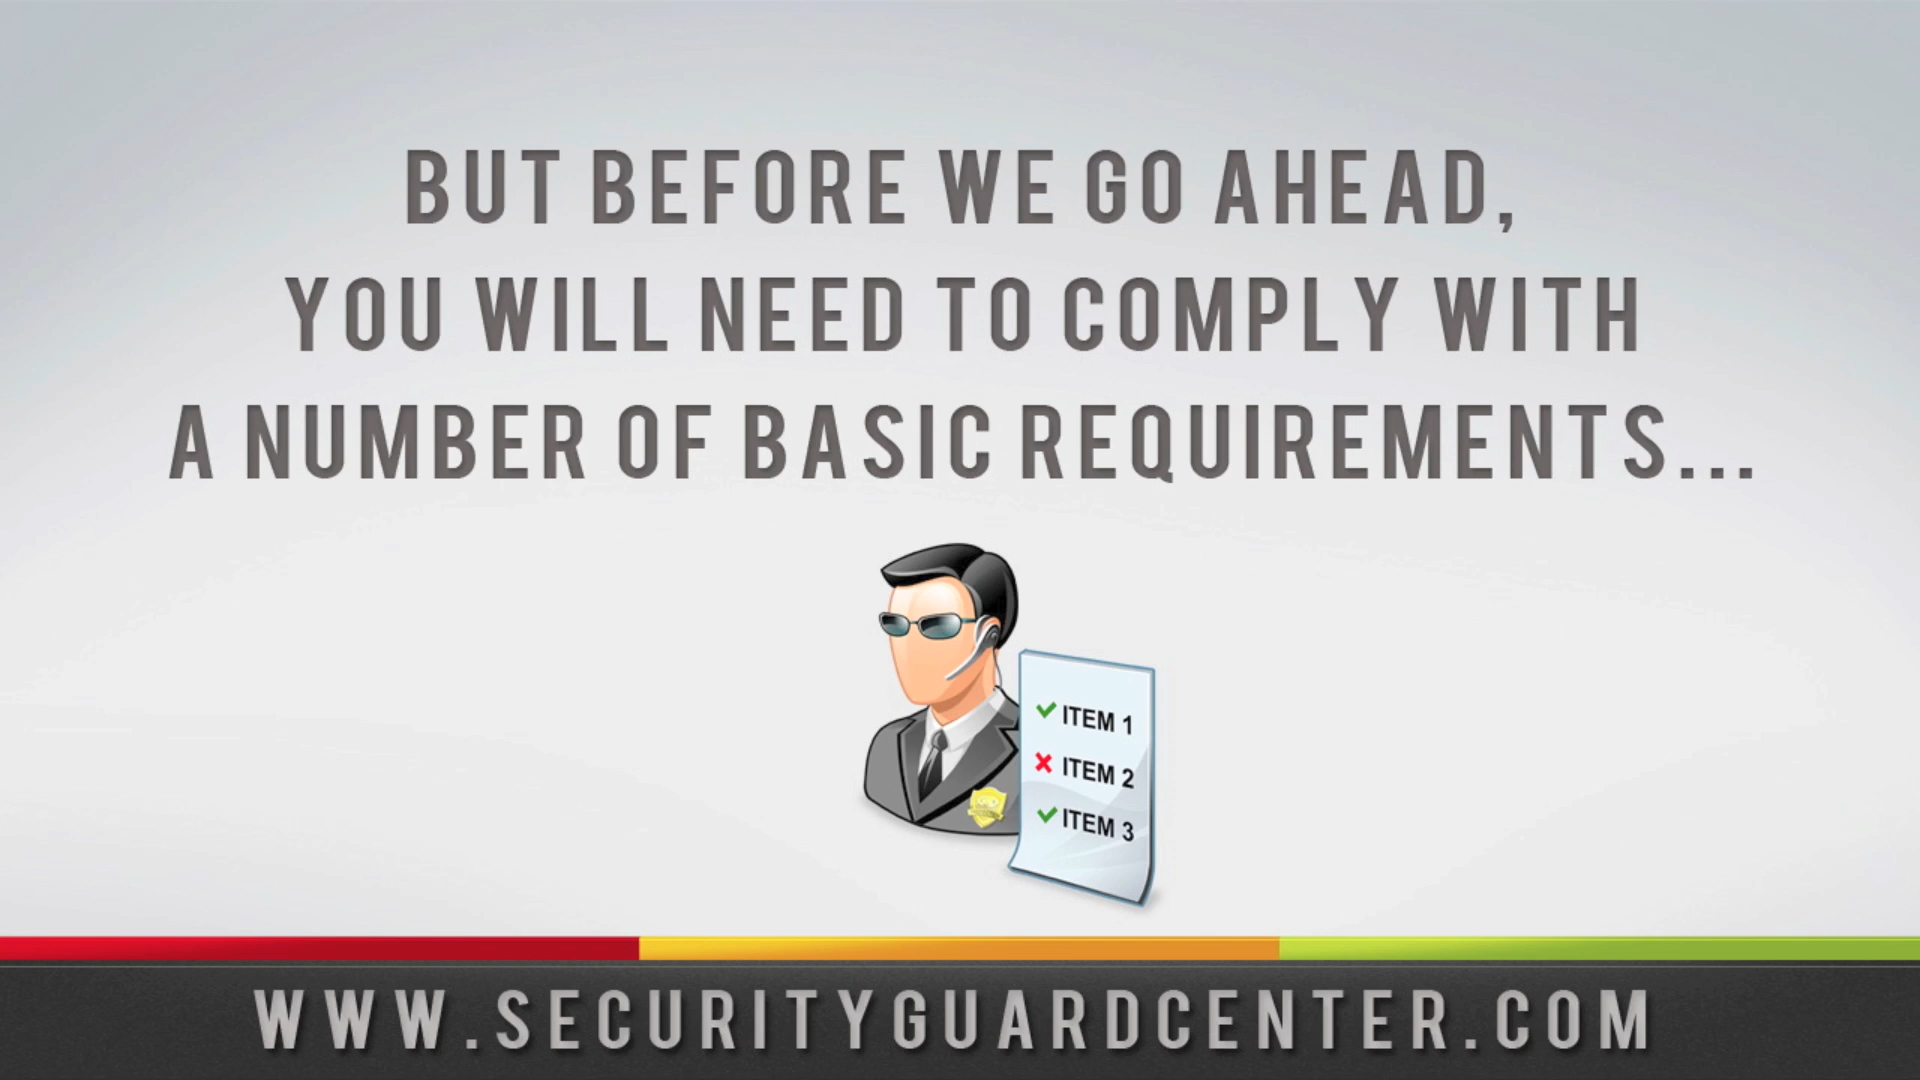 BUT BEFORE WE GO AHEAD,
YOU WILL NEED TO COMPLY WITH
A NUMBER OF BASIC REQUIREMENTS...
ITEM 1
ITEM 2
ITEM 3
WWW.SECURITYGUARDCENTER.COM